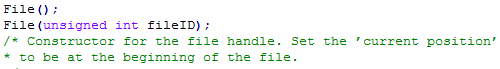 File();
File(unsigned int fileID);
/* Constructor for the file handle. Set the ’current position’
* to be at the beginning of the file.